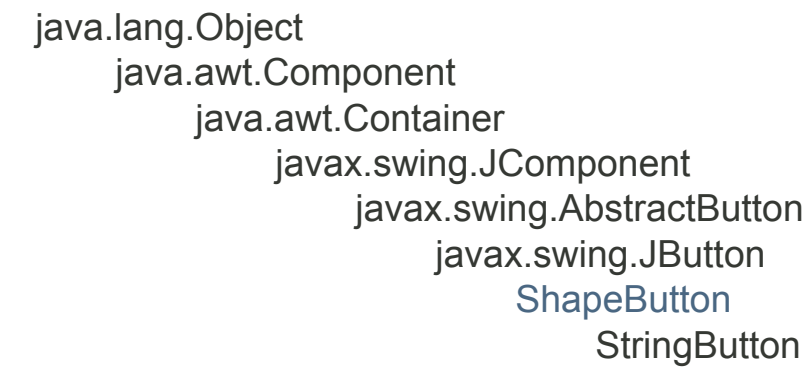 java.lang.Object
java.awt.Component
java.awt.Container
javax.swing.JComponent
javax.swing.AbstractButton
javax.swing.JButton
ShapeButton
StringButton